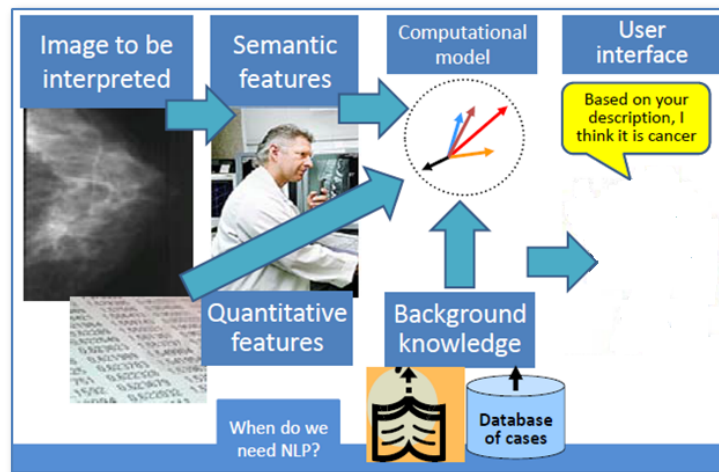 Image to be
interpreted
Semantic
features
Computational
model
User
interface
Based on your
description, I
think it is cancer
Quantitative
features
Background
knowledge
When do we
need NLP?
Database
of cases